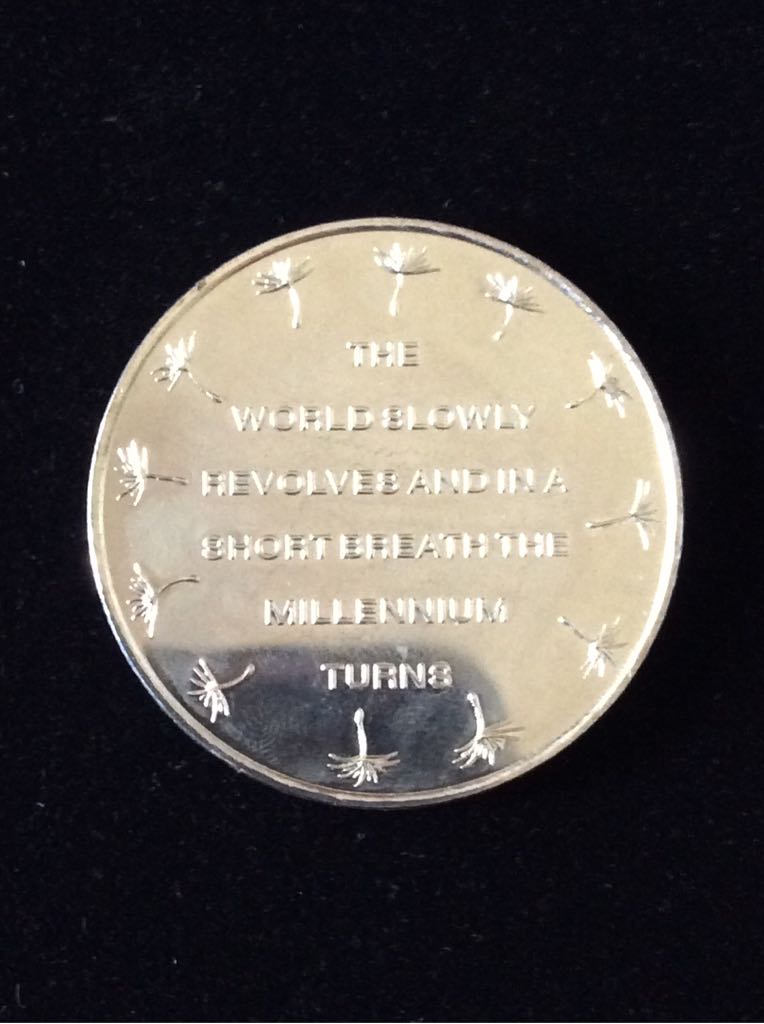 THE
WORLD SLOWLY
REVOLVES AND IN A
SHORT BREATH THE
MILLENNIUM
TURNS